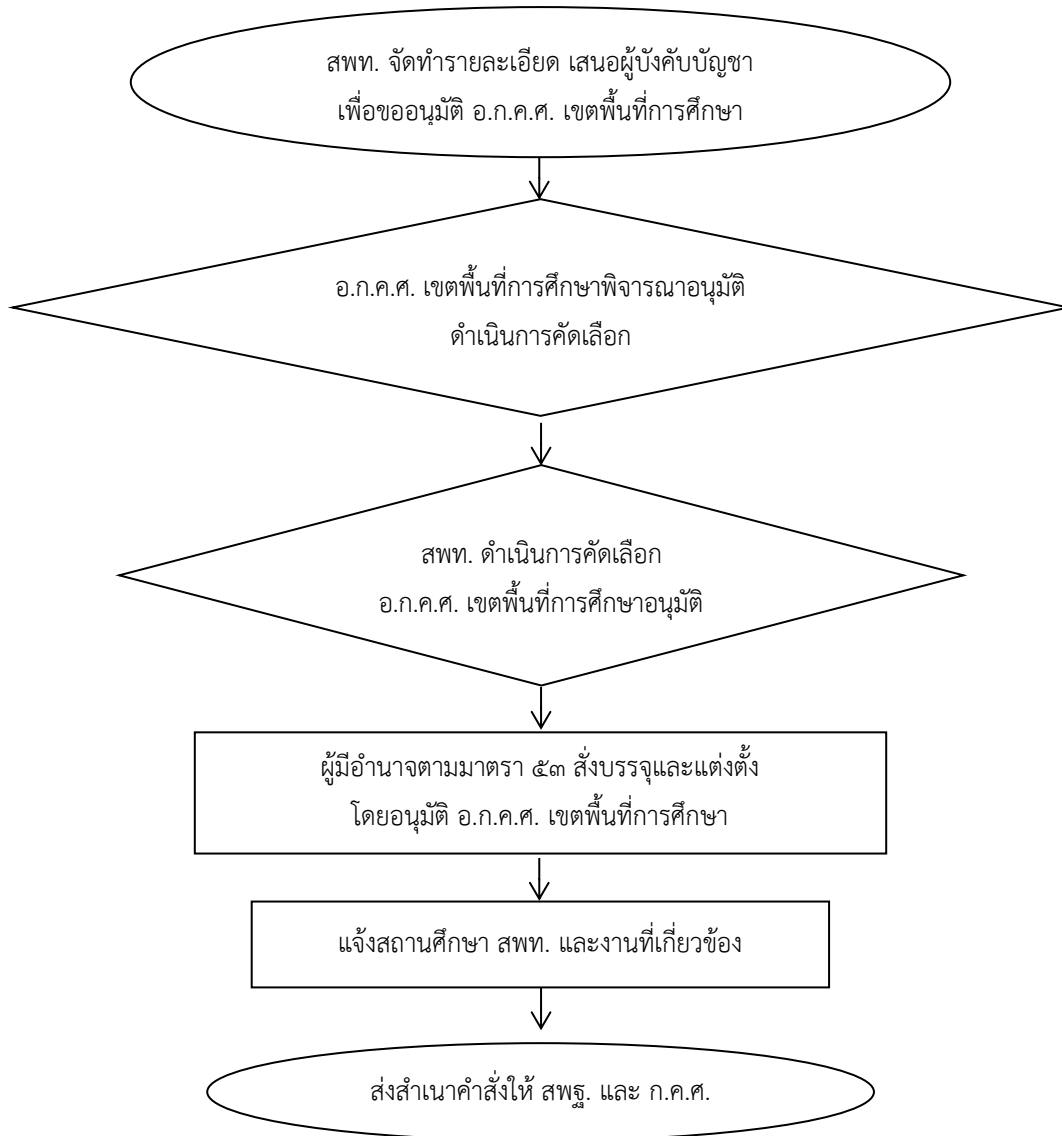 สพท. จัดทำรายละเอียด เสนอผู้บังคับบัญชา
เพื่อขออนุมัติ อ.ก.ค.ศ. เขตพื้นที่การศึกษา
อ.ก.ค.ศ. เขตพื้นที่การศึกษาพิจารณาอนุมัติ
ดำเนินการคัดเลือก
สพท. ดำเนินการคัดเลือก
อ.ก.ค.ศ. เขตพื้นที่การศึกษาอนุมัติ
ผู้มีอำนาจตามมาตรา ๕๓ สั่งบรรจุและแต่งตั้ง
โดยอนุมัติ อ.ก.ค.ศ. เขตพื้นที่การศึกษา
แจ้งสถานศึกษา สพท. และงานที่เกี่ยวข้อง
ส่งสำเนาคำสั่งให้ สพฐ. และ ก.ค.ศ.